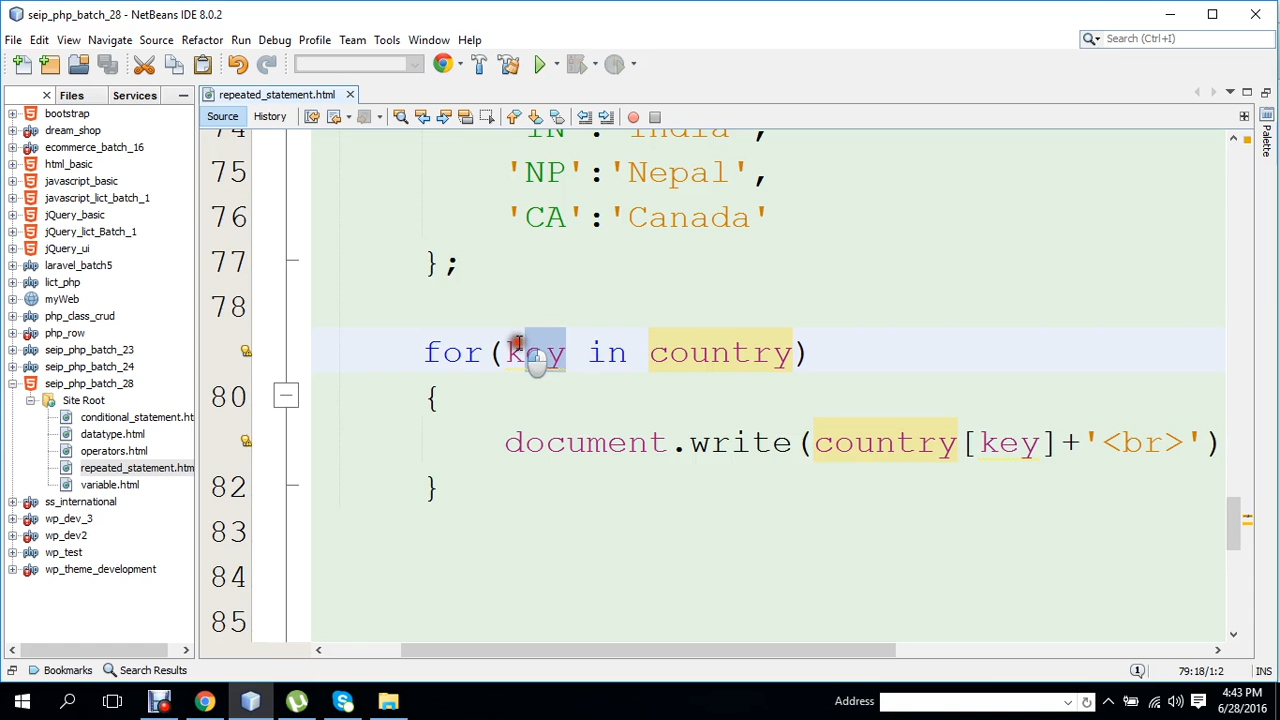 seip_php_batch_28 - NetBeans IDE 8.0.2
File Edit View Navigate Source Refactor Run Debug Profile Team Tools Window Help
Search (Ctrl+I)
Files Services
repeated_statement.html
Source History
Palette
bootstrap
dream_shop
ecommerce_batch_16
html_basic
javascript_basic
javascript_lict_batch_1
jQuery_basic
jQuery_lict_Batch_1
jQuery_ui
laravel_batch5
lict_php
myWeb
php_class_crud
php_row
seip_php_batch_23
seip_php_batch_24
seip_php_batch_28
Site Root
conditional_statement.ht
datatype.html
operators.html
repeated_statement.htm
variable.html
ss_international
wp_dev_3
wp_dev2
wp_test
wp_theme_development
74 'IN':'India',
75 'NP':'Nepal',
76 'CA':'Canada'
77 };
78
for(key in country)
80 {
document.write(country[key]+'<br>')
82 }
83
84
85
Bookmarks Search Results
1 79:18/1:2 INS
Address
4:43 PM
6/28/2016